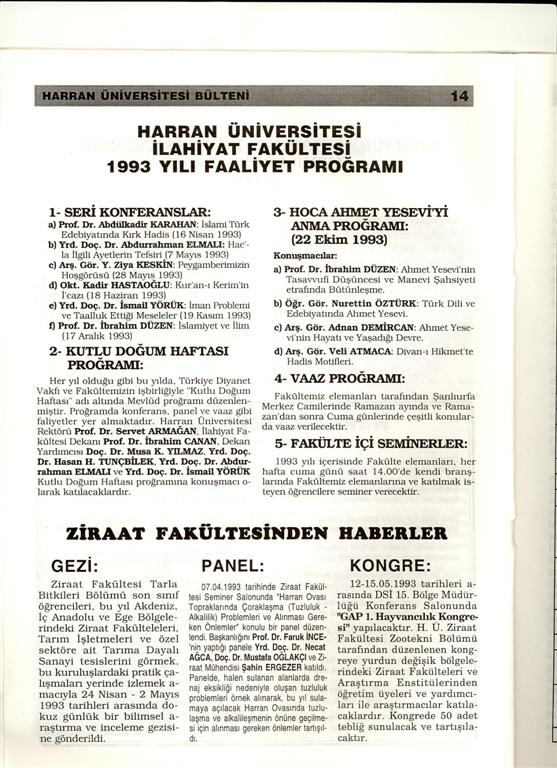 HARRAN ÜNİVERSİTESİ BÜLTENİ 14
HARRAN ÜNİVERSİTESİ
İLAHİYAT FAKÜLTESİ
1993 YILI FAALİYET PROĞRAMI
1- SERİ KONFERANSLAR:
a) Prof. Dr. Abdülkadir KARAHAN: İslami Türk
Edebiyatında Kırk Hadis (16 Nisan 1993)
b) Yrd. Doç. Dr. Abdurrahman ELMALI: Hac'-
la İlgili Ayetlerin Tefsiri (7 Mayıs 1993)
c) Arş. Gör. Y. Ziya KESKİN: Peygamberimizin
Hoşgörüsü (28 Mayıs 1993)
d) Okt. Kadir HASTAOĞLU: Kur'an-ı Kerim'in
İ'cazı (18 Haziran 1993)
e) Yrd. Doç. Dr. İsmail YÖRÜK: İman Problemi
ve Taalluk Ettiği Meseleler (19 Kasım 1993)
f) Prof. Dr. İbrahim DÜZEN: İslamiyet ve İlim
(17 Aralık 1993)
2- KUTLU DOĞUM HAFTASI
PROĞRAMI:
Her yıl olduğu gibi bu yılda, Türkiye Diyanet
Vakfı ve Fakültemizin işbirliğiyle "Kutlu Doğum
Haftası" adı altında Mevlüd proğramı düzenlen-
miştir. Proğramda konferans, panel ve vaaz gibi
faliyetler yer almaktadır. Harran Üniversitesi
Rektörü Prof. Dr. Servet ARMAĞAN, İlahiyat Fa-
kültesi Dekanı Prof. Dr. İbrahim CANAN, Dekan
Yardımcısı Doç. Dr. Musa K. YILMAZ, Yrd. Doç.
Dr. Hasan H. TUNÇBİLEK, Yrd. Doç. Dr. Abdur-
rahman ELMALI ve Yrd. Doç. Dr. İsmail YÖRÜK
Kutlu Doğum Haftası proğramına konuşmacı o-
larak katılacaklardır.
3- HOCA AHMET YESEVİ'Yİ
ANMA PROĞRAMI:
(22 Ekim 1993)
Konuşmacılar:
a) Prof. Dr. İbrahim DÜZEN: Ahmet Yesevi'nin
Tasavvufi Düşüncesi ve Manevi Şahsiyeti
etrafında Bütünleşme.
b) Öğr. Gör. Nurettin ÖZTÜRK: Türk Dili ve
Edebiyatında Ahmet Yesevi.
c) Arş. Gör. Adnan DEMİRCAN: Ahmet Yese-
vi'nin Hayatı ve Yaşadığı Devre.
d) Arş. Gör. Veli ATMACA: Divan-ı Hikmet'te
Hadis Motifleri.
4- VAAZ PROĞRAMI:
Fakültemiz elemanları tarafından Şanlıurfa
Merkez Camilerinde Ramazan ayında ve Rama-
zan'dan sonra Cuma günlerinde çeşitli konular-
da vaaz verilecektir.
5- FAKÜLTE İÇİ SEMİNERLER:
1993 yılı içerisinde Fakülte elemanları, her
hafta cuma günü saat 14.00'de kendi branş-
larında Fakültemiz elemanlarına ve katılmak is-
teyen öğrencilere seminer verecektir.
ZİRAAT FAKÜLTESİNDEN HABERLER
GEZİ:
Ziraat Fakültesi Tarla
Bitkileri Bölümü son sınıf
öğrencileri, bu yıl Akdeniz,
İç Anadolu ve Ege Bölgele-
rindeki Ziraat Fakülteleleri,
Tarım İşletmeleri ve özel
sektöre ait Tarıma Dayalı
Sanayi tesislerini görmek,
bu kuruluşlardaki pratik ça-
lışmaları yerinde izlemek a-
macıyla 24 Nisan - 2 Mayıs
1993 tarihleri arasında do-
kuz günlük bir bilimsel a-
raştırma ve inceleme gezisi-
ne gönderildi.
PANEL:
07.04.1993 tarihinde Ziraat Fakül-
tesi Seminer Salonunda "Harran Ovası
Topraklarında Çoraklaşma (Tuzluluk -
Alkalilik) Problemleri ve Alınması Gere-
ken Önlemler" konulu bir panel düzen-
lendi. Başkanlığını Prof. Dr. Faruk İNCE-
'nin yaptığı panele Yrd. Doç. Dr. Necat
AĞCA, Doç. Dr. Mustafa OĞLAKÇI ve Zi-
raat Mühendisi Şahin ERGEZER katıldı.
Panelde, halen sulanan alanlarda dre-
naj eksikliği nedeniyle oluşan tuzluluk
problemleri örnek alınarak, bu yıl sula-
maya açılacak Harran Ovasında tuzlu-
laşma ve alkalileşmenin önüne geçilme-
si için alınması gereken önlemler tartışıl-
dı.
KONGRE:
12-15.05.1993 tarihleri a-
rasında DSİ 15. Bölge Müdür-
lüğü Konferans Salonunda
"GAP 1. Hayvancılık Kongre-
si" yapılacaktır. H. Ü. Ziraat
Fakültesi Zootekni Bölümü
tarafından düzenlenen kong-
reye yurdun değişik bölgele-
rindeki Ziraat Fakülteleri ve
Araştırma Enstitülerinden
öğretim üyeleri ve yardımcı-
ları ile araştırmacılar katıla-
caklardır. Kongrede 50 adet
tebliğ sunulacak ve tartışıla-
caktır.